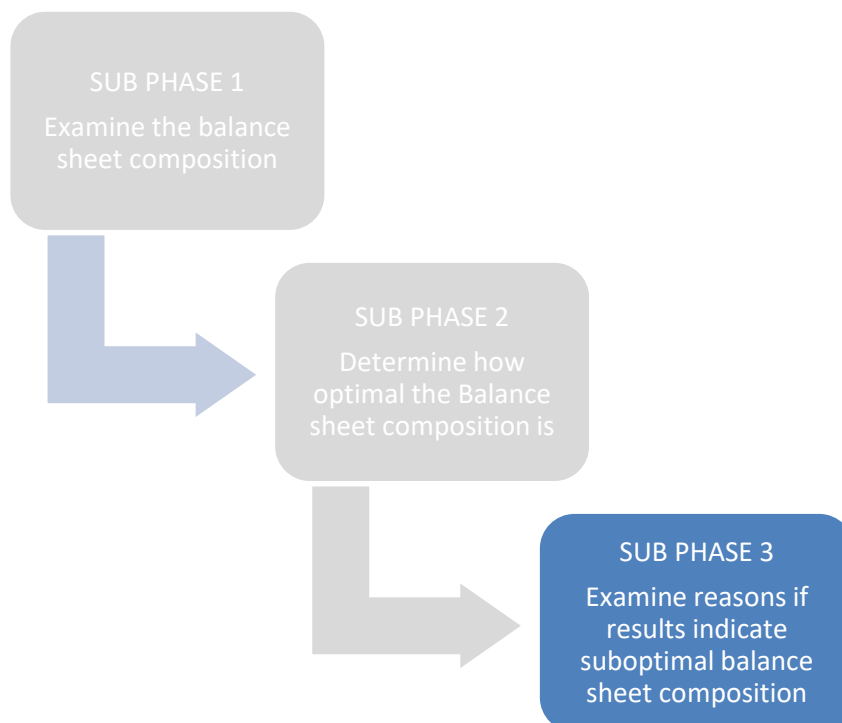 SUB PHASE 1
Examine the balance
sheet composition
SUB PHASE 2
Determine how
optimal the Balance
sheet composition is
SUB PHASE 3
Examine reasons if
results indicate
suboptimal balance
sheet composition